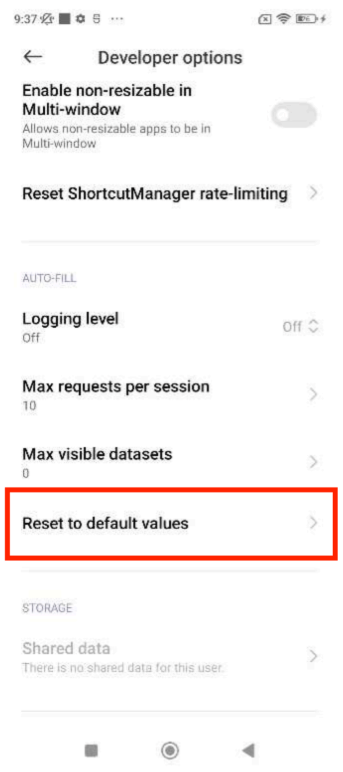 9:37
Developer options
Enable non-resizable in
Multi-window
Allows non-resizable apps to be in
Multi-window
Reset ShortcutManager rate-limiting
AUTO-FILL
Logging level
Off
Off
Max requests per session
10
Max visible datasets
0
Reset to default values
STORAGE
Shared data
There is no shared data for this user.